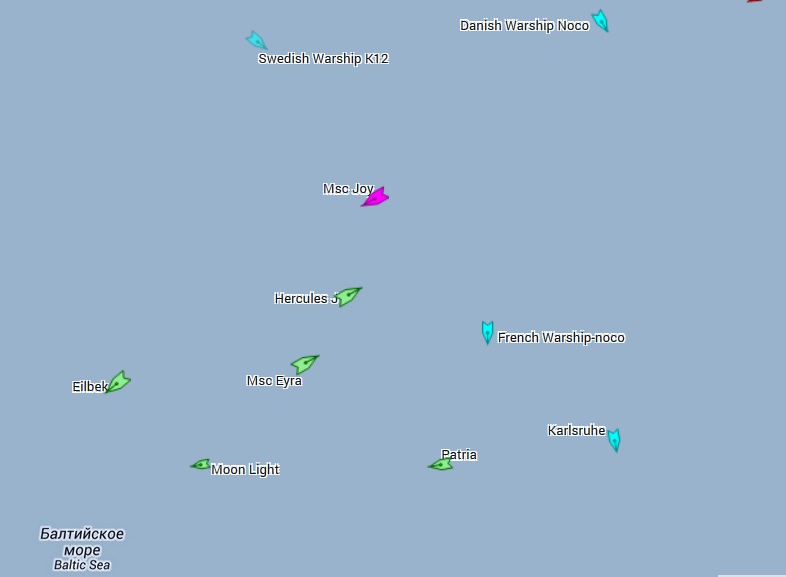 Danish Warship Noco
Swedish Warship K12
Msc Joy
Hercules J
French Warship-noco
Msc Eyra
Eilbek
Karlsruhe
Patria
Moon Light
Балтийское
море
Baltic Sea